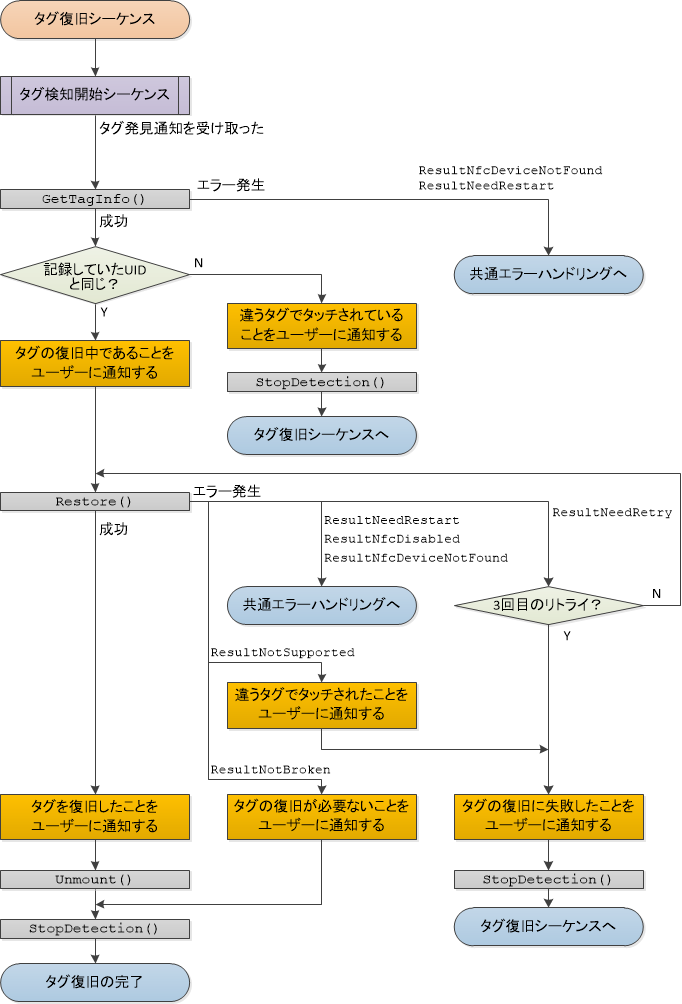 タグ復旧シーケンス
タグ検知開始シーケンス
タグ発見通知を受け取った
GetTagInfo()
エラー発生
ResultNfcDeviceNotFound
ResultNeedRestart
成功
共通エラーハンドリングへ
記録していたUID
と同じ？
N
Y
違うタグでタッチされている
ことをユーザーに通知する
タグの復旧中であることを
ユーザーに通知する
StopDetection()
タグ復旧シーケンスへ
Restore()
エラー発生
成功
ResultNeedRestart
ResultNfcDisabled
ResultNfcDeviceNotFound
ResultNeedRetry
共通エラーハンドリングへ
3回目のリトライ？
N
Y
ResultNotSupported
違うタグでタッチされたことを
ユーザーに通知する
ResultNotBroken
タグを復旧したことを
ユーザーに通知する
タグの復旧が必要ないことを
ユーザーに通知する
タグの復旧に失敗したことを
ユーザーに通知する
Unmount()
StopDetection()
StopDetection()
タグ復旧シーケンスへ
タグ復旧の完了